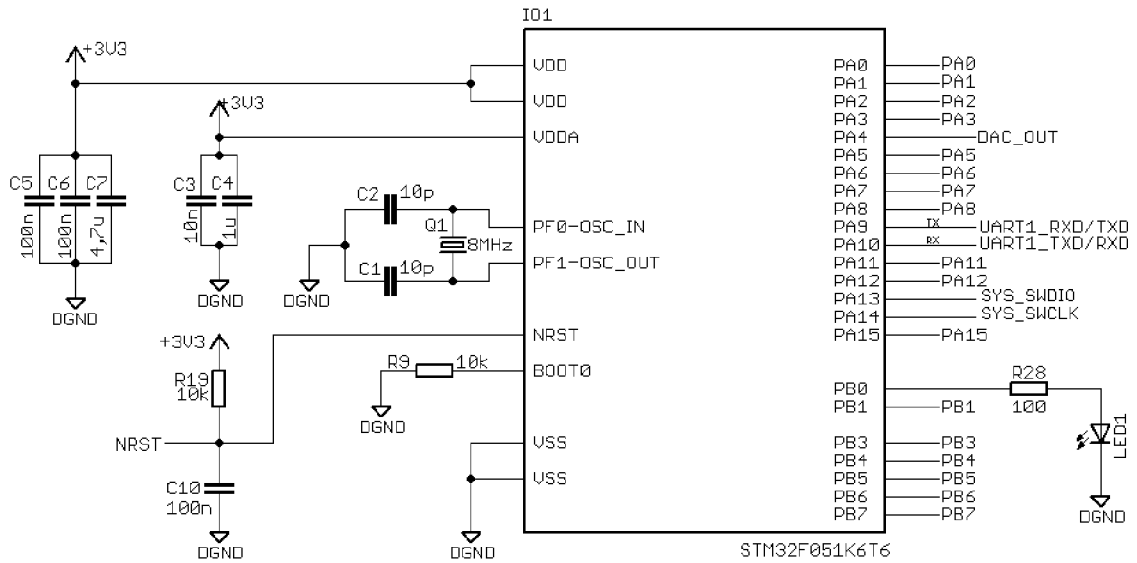 IO1
+3V3
VDD
PA0
PA0
PA1
PA1
VDD
PA2
PA2
+3V3
PA3
PA3
VDDA
PA4
DAC_OUT
PA5
PA5
PA6
PA6
C5
C6
C7
C3
C4
C2
10p
PA7
PA7
100n
100n
4,7u
10n
1u
PA8
PA8
Q1
8MHz
PF0-OSC_IN
PA9
TX
UART1_RXD/TXD
PA10
RX
UART1_TXD/RXD
C1
10p
PF1-OSC_OUT
PA11
PA11
PA12
PA12
DGND
DGND
DGND
PA13
SYS_SWDIO
PA14
SYS_SWCLK
+3V3
NRST
PA15
PA15
R19
10k
R9
10k
BOOT0
PB0
R28
100
PB1
PB1
DGND
LED1
NRST
VSS
PB3
PB3
PB4
PB4
VSS
PB5
PB5
C10
100n
PB6
PB6
PB7
PB7
DGND
DGND
DGND
STM32F051K6T6